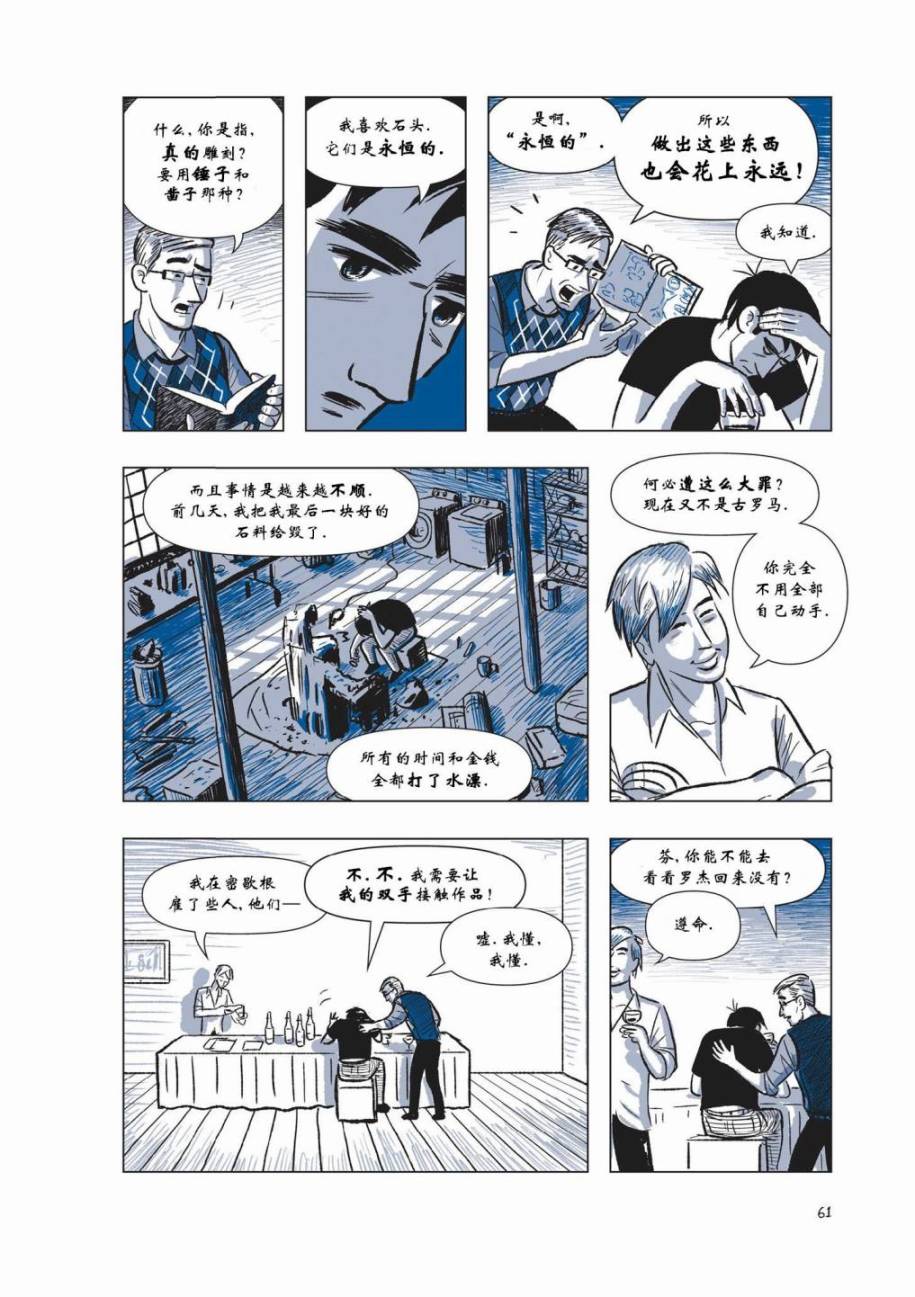 什么,你是指,
真的雕刻?
要用锤子和
凿子那种?
我喜欢石头.
它们是永恒的.
是啊,
“永恒的”.
所以
做出这些东西
也会花上永远!
我知道.
而且事情是越来越不顺.
前几天,我把我最后一块好的
石料给毁了.
所有的时间和金钱
全部打了水漂.
何必遭这么大罪?
现在又不是古罗马.
你完全
不用全部
自己动手.
我在密歇根
雇了些人,他们—
不.不.我需要让
我的双手接触作品!
嘘.我懂,
我懂.
芬,你能不能去
看看罗杰回来没有?
遵命.
61